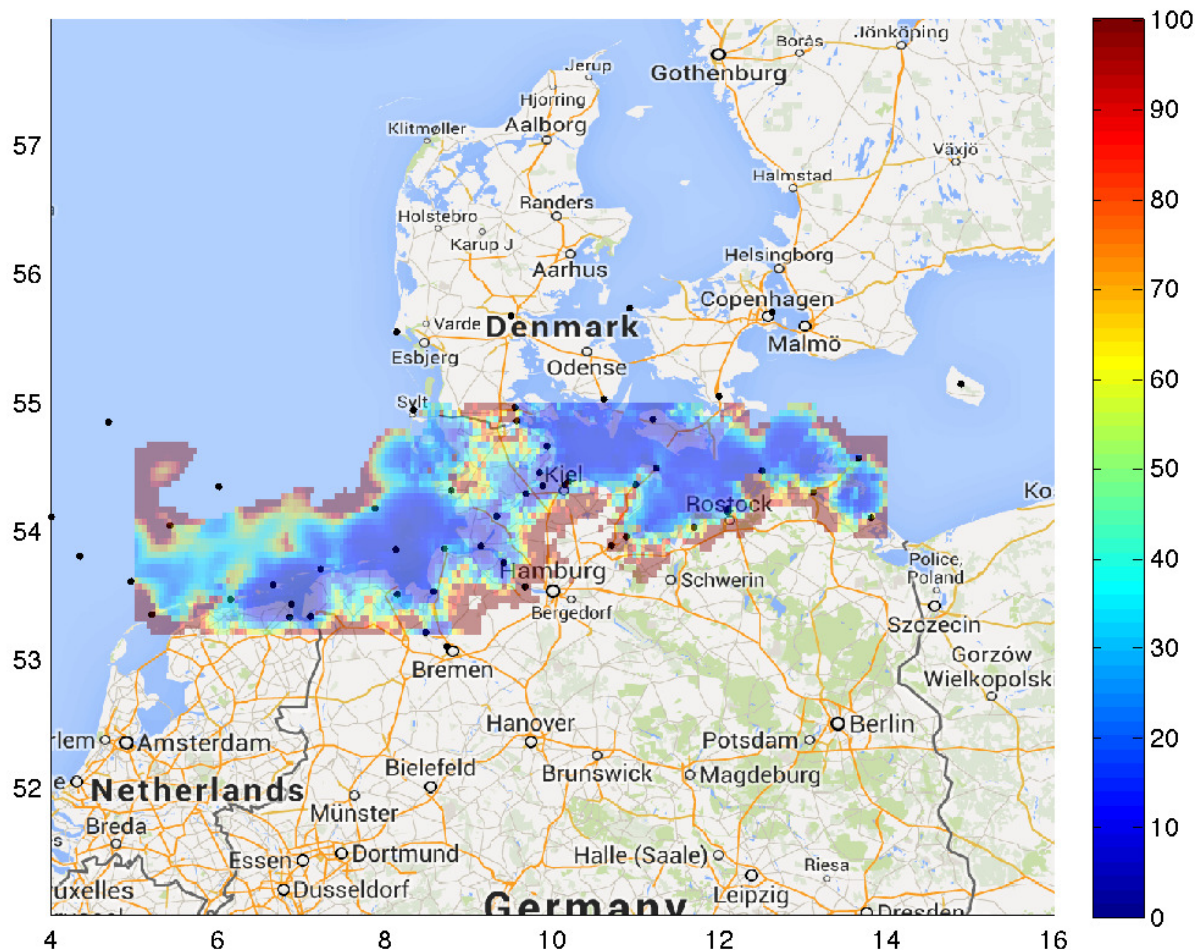 Gothenburg
Borås
Jönköping
100
Jerup
Hjorring
Klitmøller
Aalborg
90
57
Växjö
Halmstad
80
Randers
Holstebro
Karup J
Aarhus
Helsingborg
56
70
Copenhagen
Varde
Denmark
Malmö
Esbjerg
Odense
60
55
Sylt
50
Kiel
Ko
Rostock
54
40
Hamburg
Police,
Poland
Schwerin
Bergedorf
Szczecin
53
Bremen
Gorzów
Wielkopolski
30
Hanover
Berlin
rlem
Amsterdam
Potsdam
20
Bielefeld
Brunswick
Magdeburg
52
e
Netherlands
Münster
Breda
10
s
Essen
Dortmund
Halle (Saale)
Riesa
ruxelles
Dusseldorf
Leipzig
Germany
Dresden
0
4
6
8
10
12
14
16